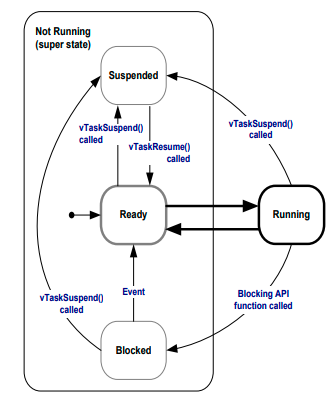 Not Running
(super state)
Suspended
vTaskSuspend()
called
vTaskSuspend()
called
vTaskResume()
called
Ready
Running
Event
vTaskSuspend()
called
Blocking API
function called
Blocked